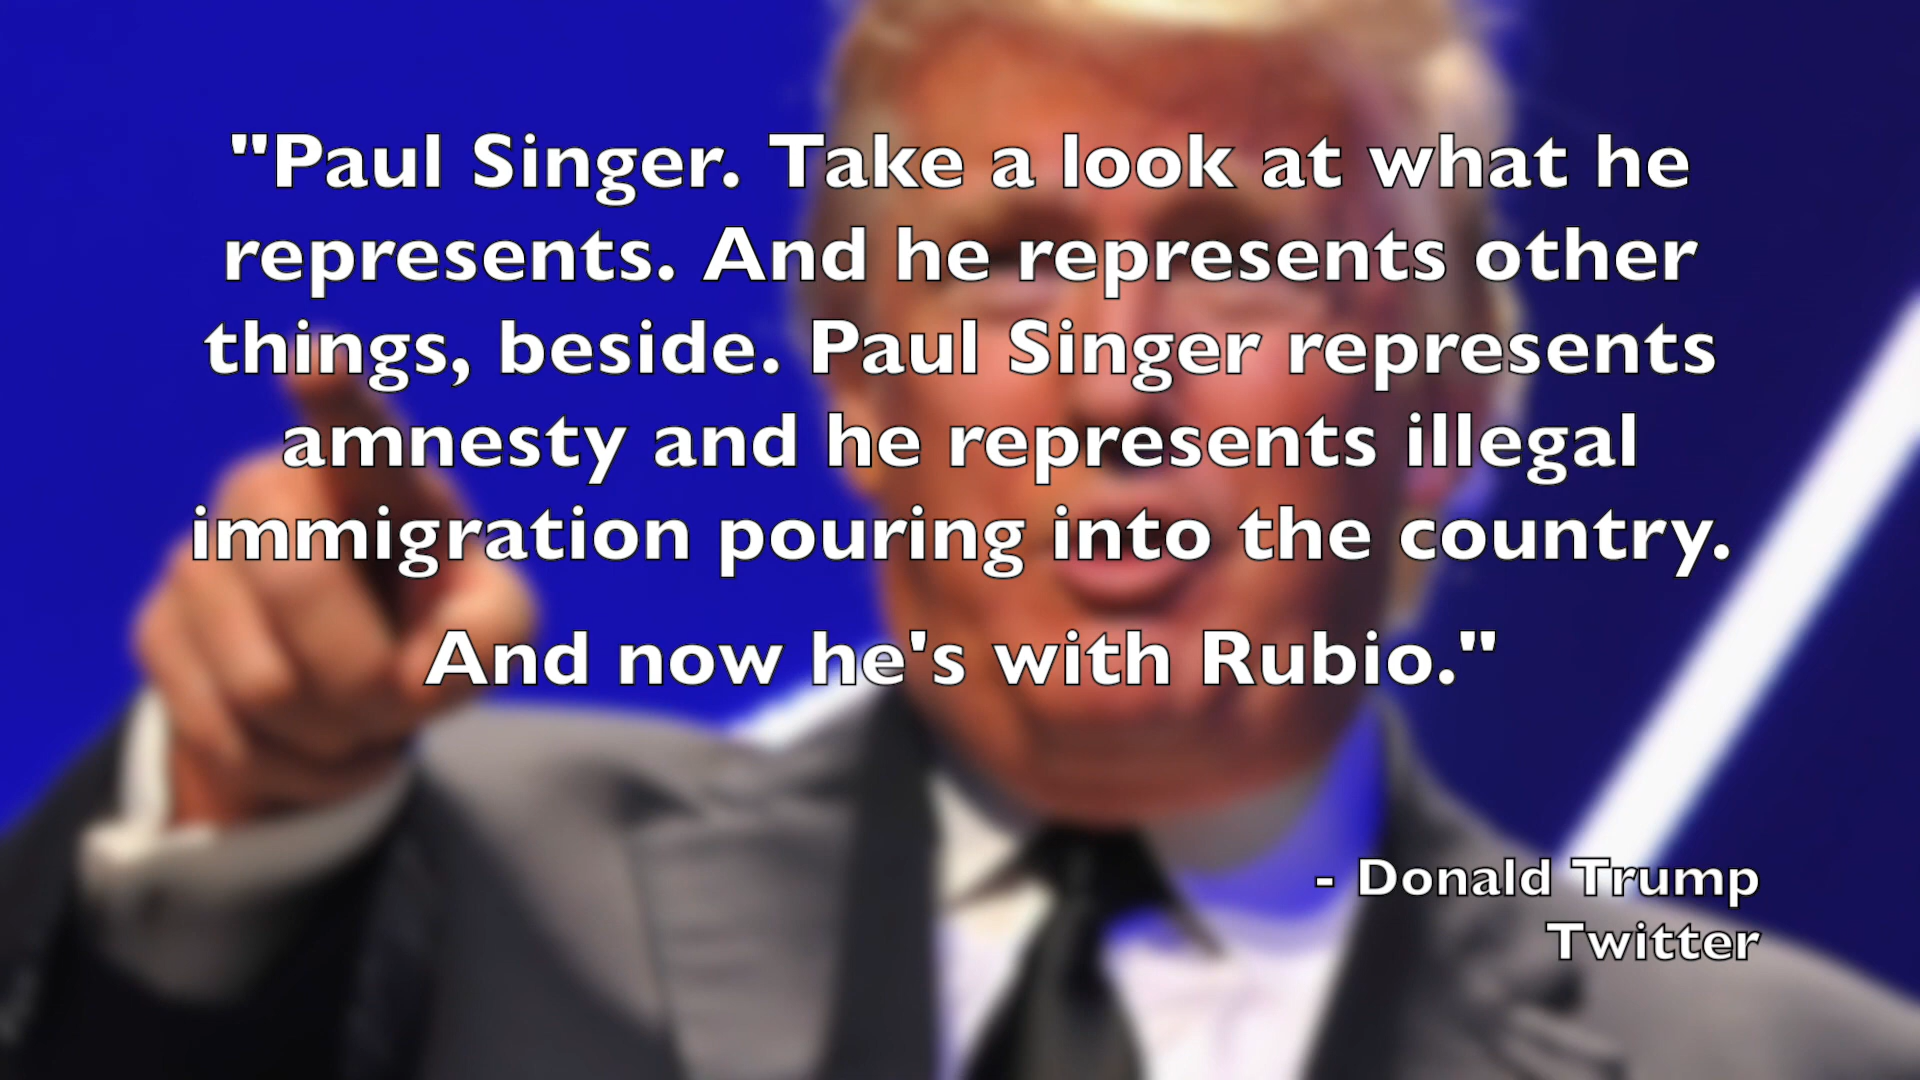 "Paul Singer. Take a look at what he
represents. And he represents other
things, beside. Paul Singer represents
amnesty and he represents illegal
immigration pouring into the country.
And now he's with Rubio."
- Donald Trump
Twitter